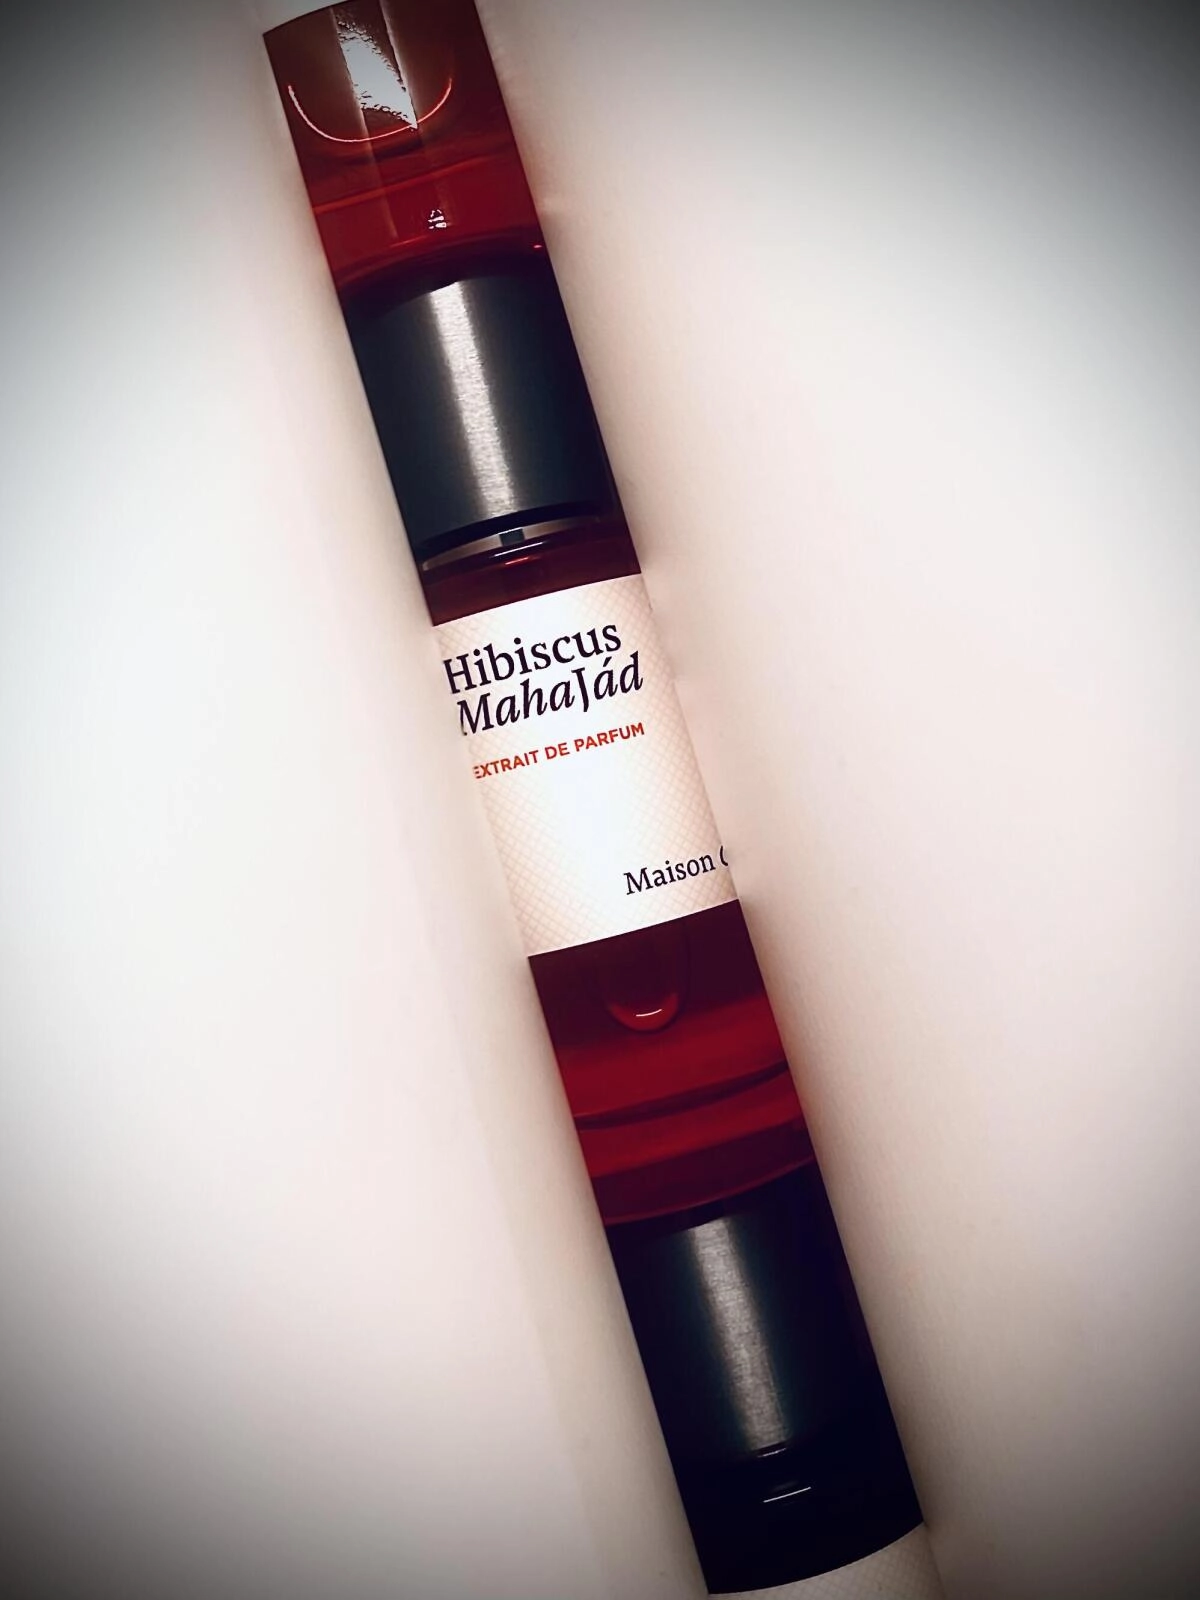 Hibiscus
MahaJád
EXTRAIT DE PARFUM
Maison